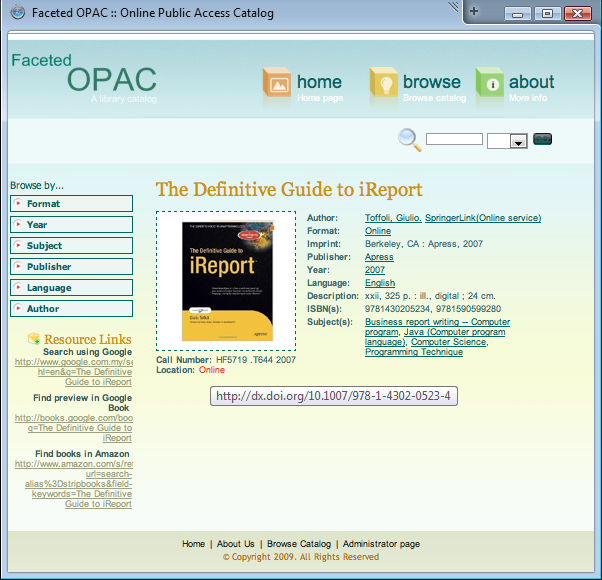 Faceted OPAC :: Online Public Access Catalog
Faceted
OPAC
A library catalog
home
Home page
browse
Browse catalog
about
More info
Browse by...
Format
Year
Subject
Publisher
Language
Author
Resource Links
Search using Google
http://www.google.com.my/se
hl=en&q=The Definitive
Guide to iReport
Find preview in Google
Book
http://books.google.com/boo
q=The Definitive Guide to
iReport
Find books in Amazon
http://www.amazon.com/s/ref
url=search-
alias%3Dstripbooks&field-
keywords=The Definitive
Guide to iReport
The Definitive Guide to iReport
The Definitive Guide to
iReport
Giulio Toffoli
Call Number: HF5719 .T644 2007
Location: Online
Author: Toffoli, Giulio. SpringerLink(Online service)
Format: Online
Imprint: Berkeley, CA : Apress, 2007
Publisher: Apress
Year: 2007
Language: English
Description: xxii, 325 p. : ill., digital ; 24 cm.
ISBN(s): 9781430205234, 9781590599280
Subject(s): Business report writing -- Computer
program, Java (Computer program
language), Computer Science,
Programming Technique
http://dx.doi.org/10.1007/978-1-4302-0523-4
Home | About Us | Browse Catalog | Administrator page
© Copyright 2009. All Rights Reserved